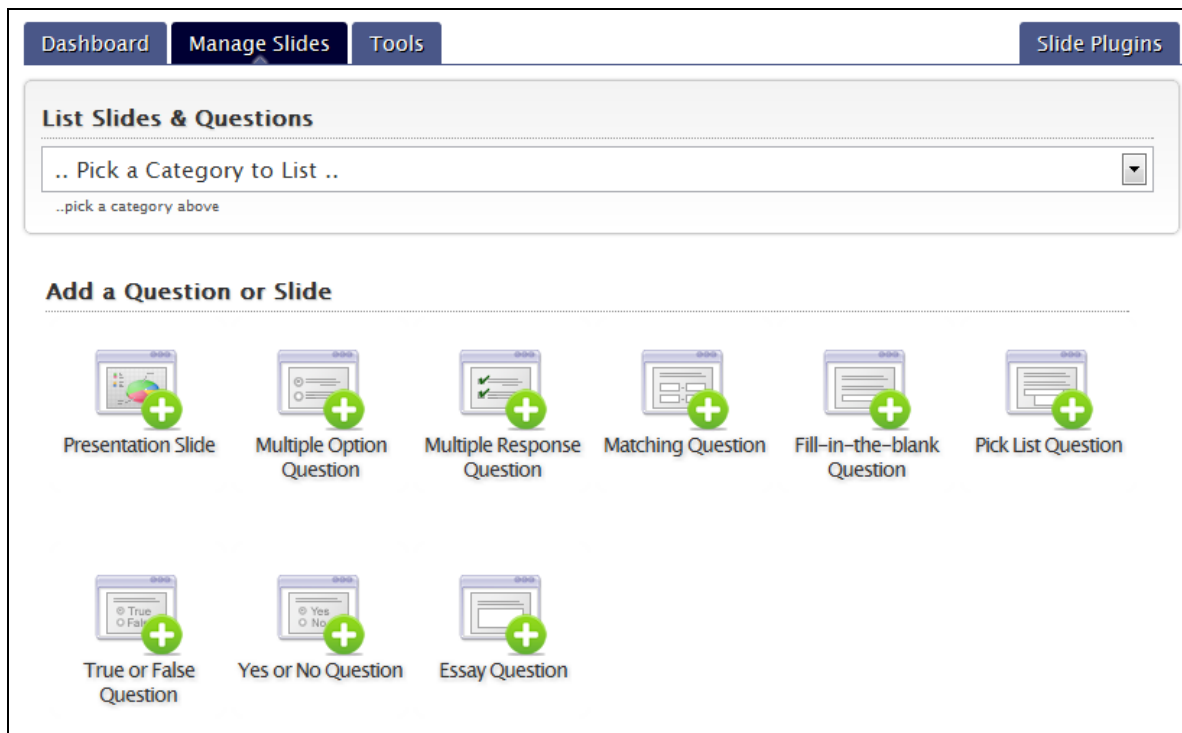 Dashboard Manage Slides Tools Slide Plugins
List Slides & Questions
.. Pick a Category to List ..
..pick a category above
Add a Question or Slide
Presentation Slide
Multiple Option
Question
Multiple Response
Question
Matching Question
Fill-in-the-blank
Question
Pick List Question
True
False
True or False
Question
Yes
No
Yes or No Question
Essay Question